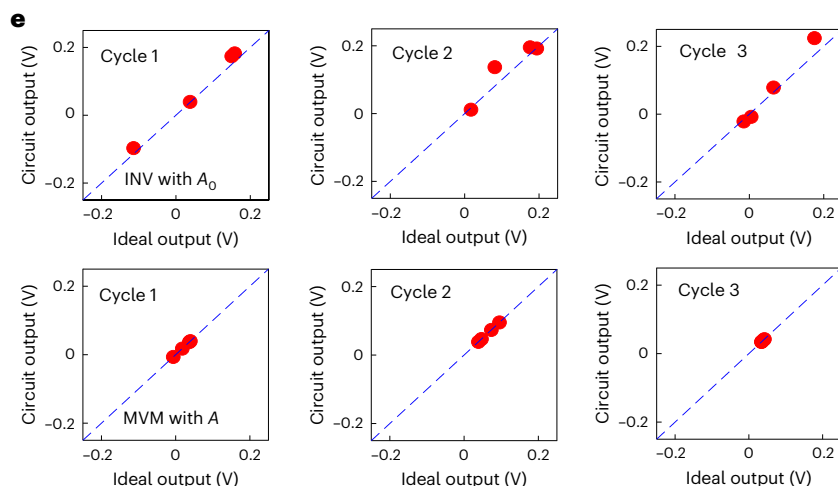 e
Circuit output (V)
0.2
0
−0.2
Cycle 1
INV with A0
−0.2
0
0.2
Ideal output (V)
Circuit output (V)
0.2
0
−0.2
Cycle 2
−0.2
0
0.2
Ideal output (V)
Circuit output (V)
0.2
0
−0.2
Cycle 3
−0.2
0
0.2
Ideal output (V)
Circuit output (V)
0.2
0
−0.2
Cycle 1
MVM with A
−0.2
0
0.2
Ideal output (V)
Circuit output (V)
0.2
0
−0.2
Cycle 2
−0.2
0
0.2
Ideal output (V)
Circuit output (V)
0.2
0
−0.2
Cycle 3
−0.2
0
0.2
Ideal output (V)